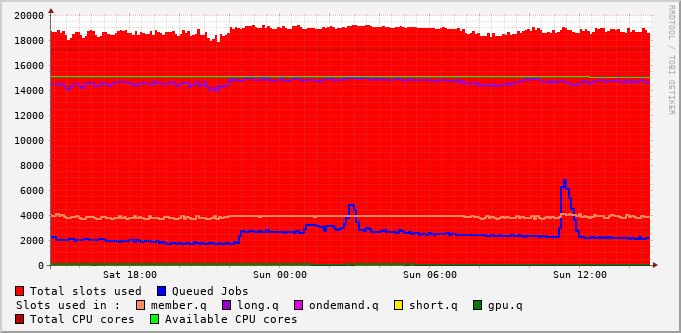 20000
18000
16000
14000
12000
10000
8000
6000
4000
2000
0
Sat 18:00 Sun 00:00 Sun 06:00 Sun 12:00
RRDTOOL / TOBI OETIKER
Total slots used Queued Jobs
Slots used in : member.q long.q ondemand.q short.q gpu.q
Total CPU cores Available CPU cores